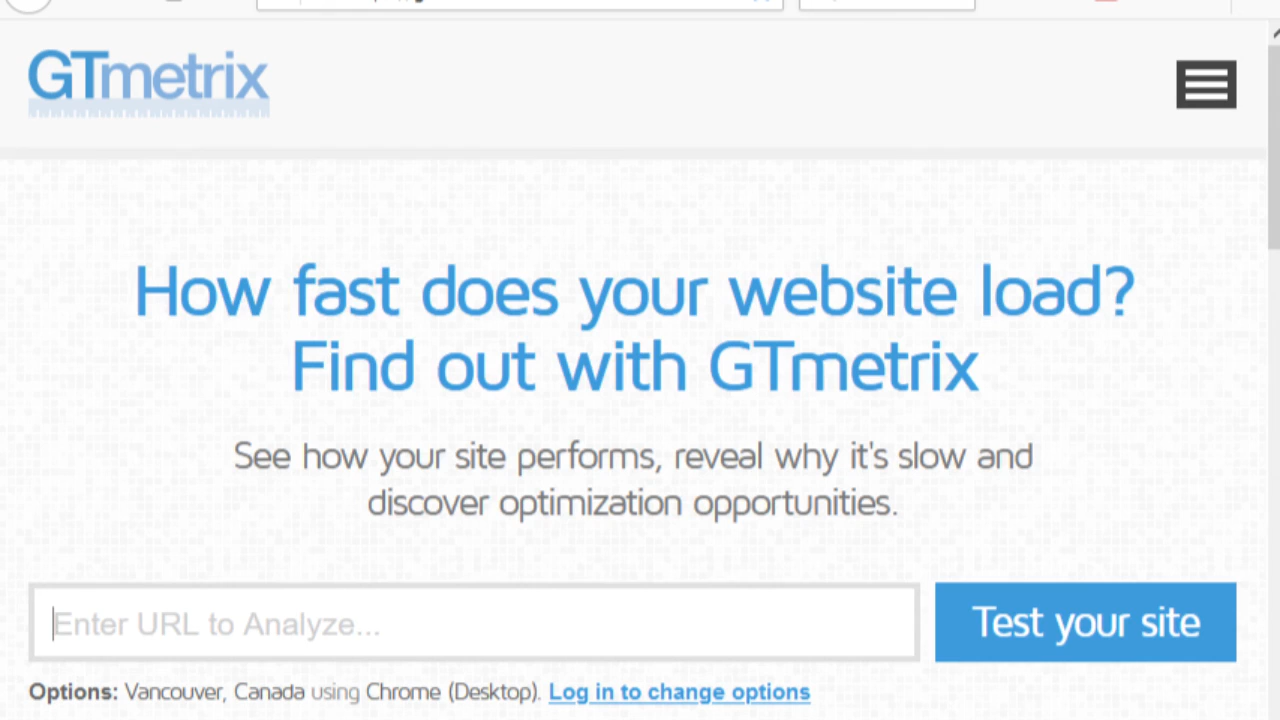 GTmetrix
How fast does your website load?
Find out with GTmetrix
See how your site performs, reveal why it's slow and
discover optimization opportunities.
Enter URL to Analyze...
Test your site
Options: Vancouver, Canada using Chrome (Desktop). Log in to change options